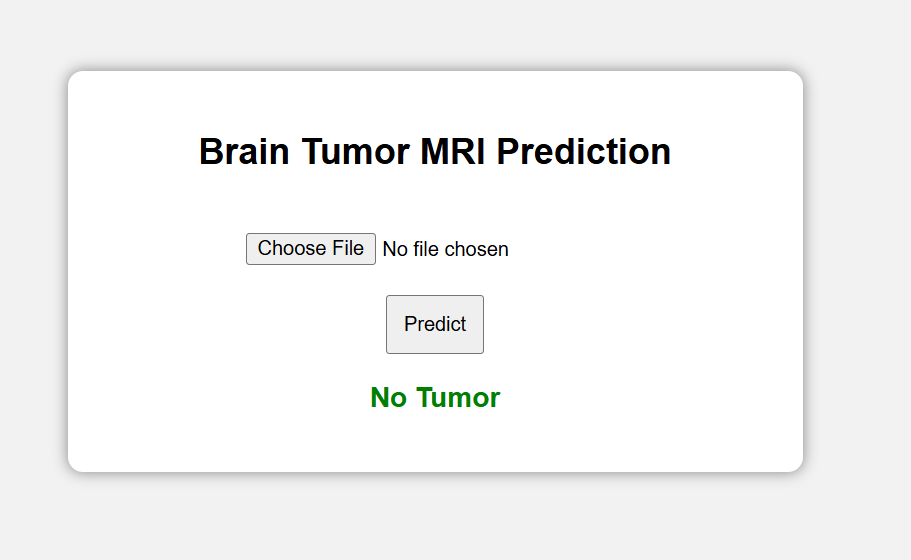 Brain Tumor MRI Prediction
Choose File No file chosen
Predict
No Tumor